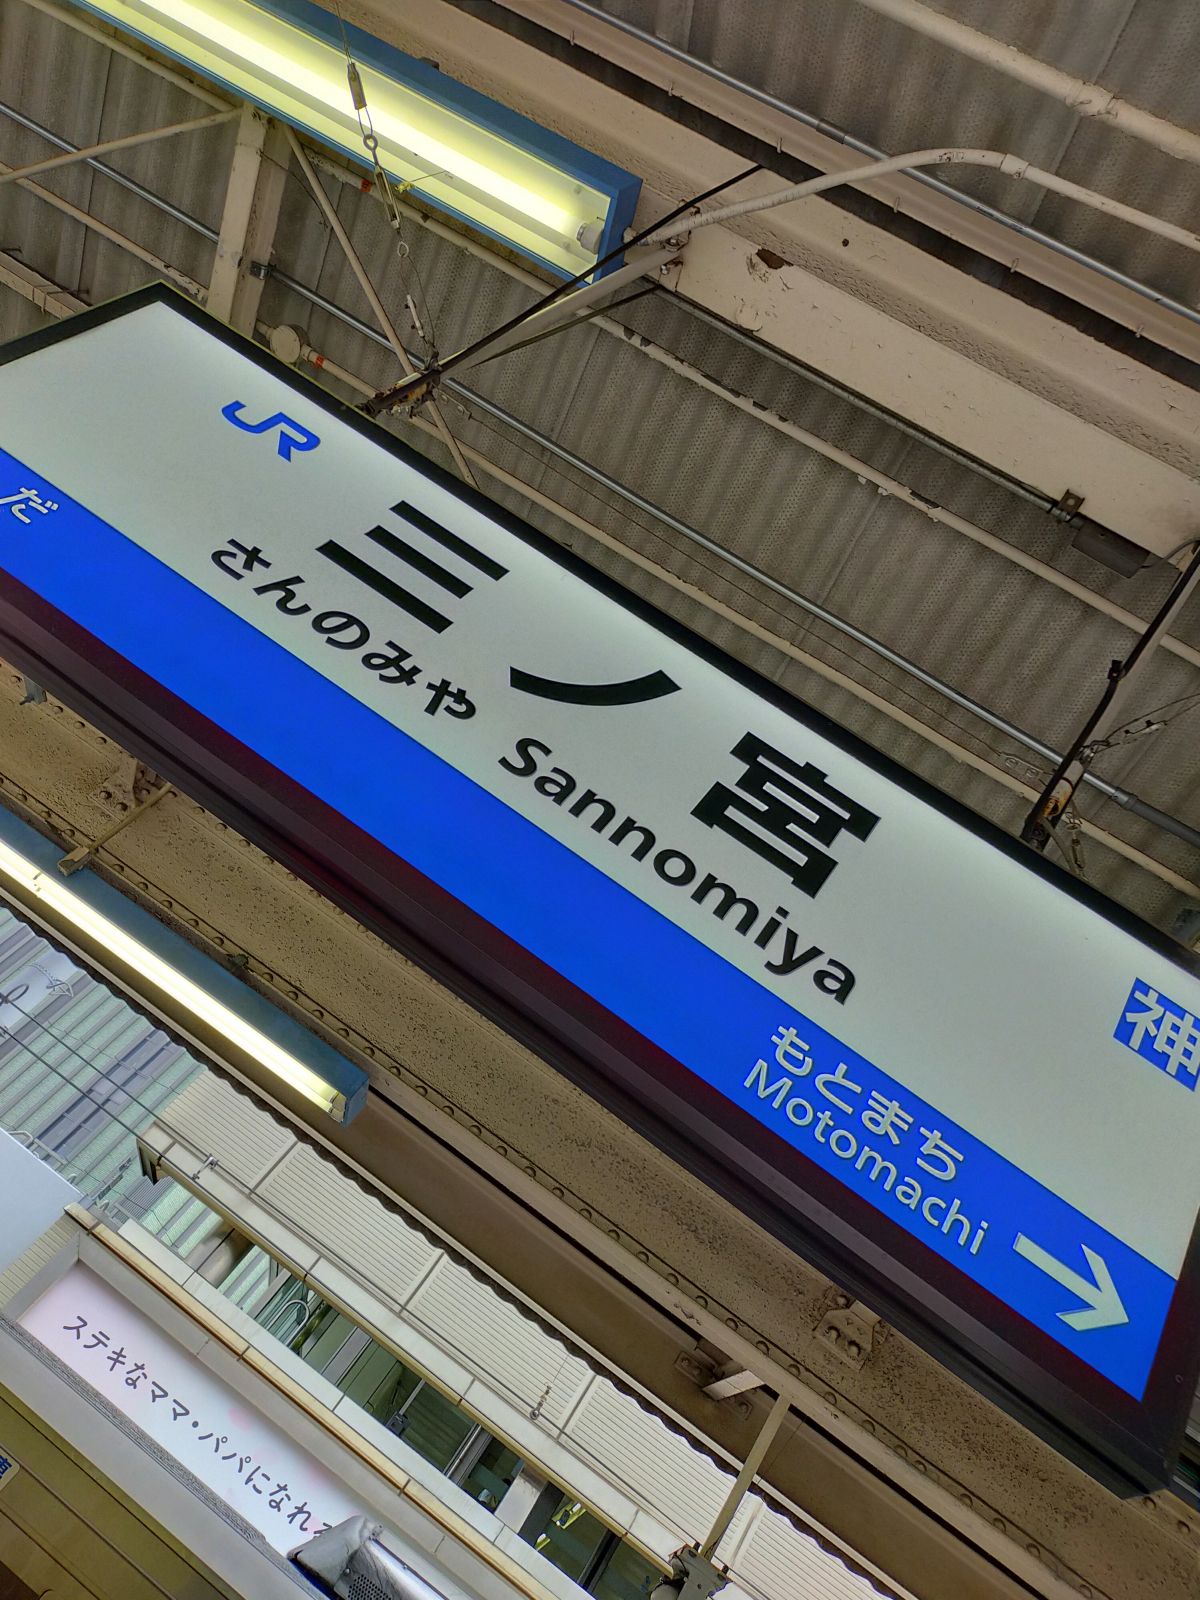 JR
三ノ宮
さんのみや Sannomiya
神
だ
もとまち
Motomachi →
ステキなママ・パパになれ